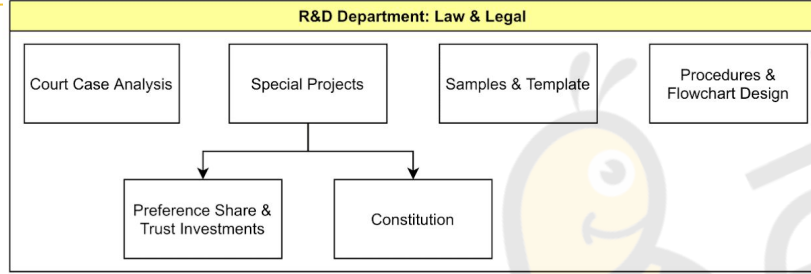 R&D Department: Law & Legal
Court Case Analysis
Special Projects
Samples & Template
Procedures &
Flowchart Design
Preference Share &
Trust Investments
Constitution